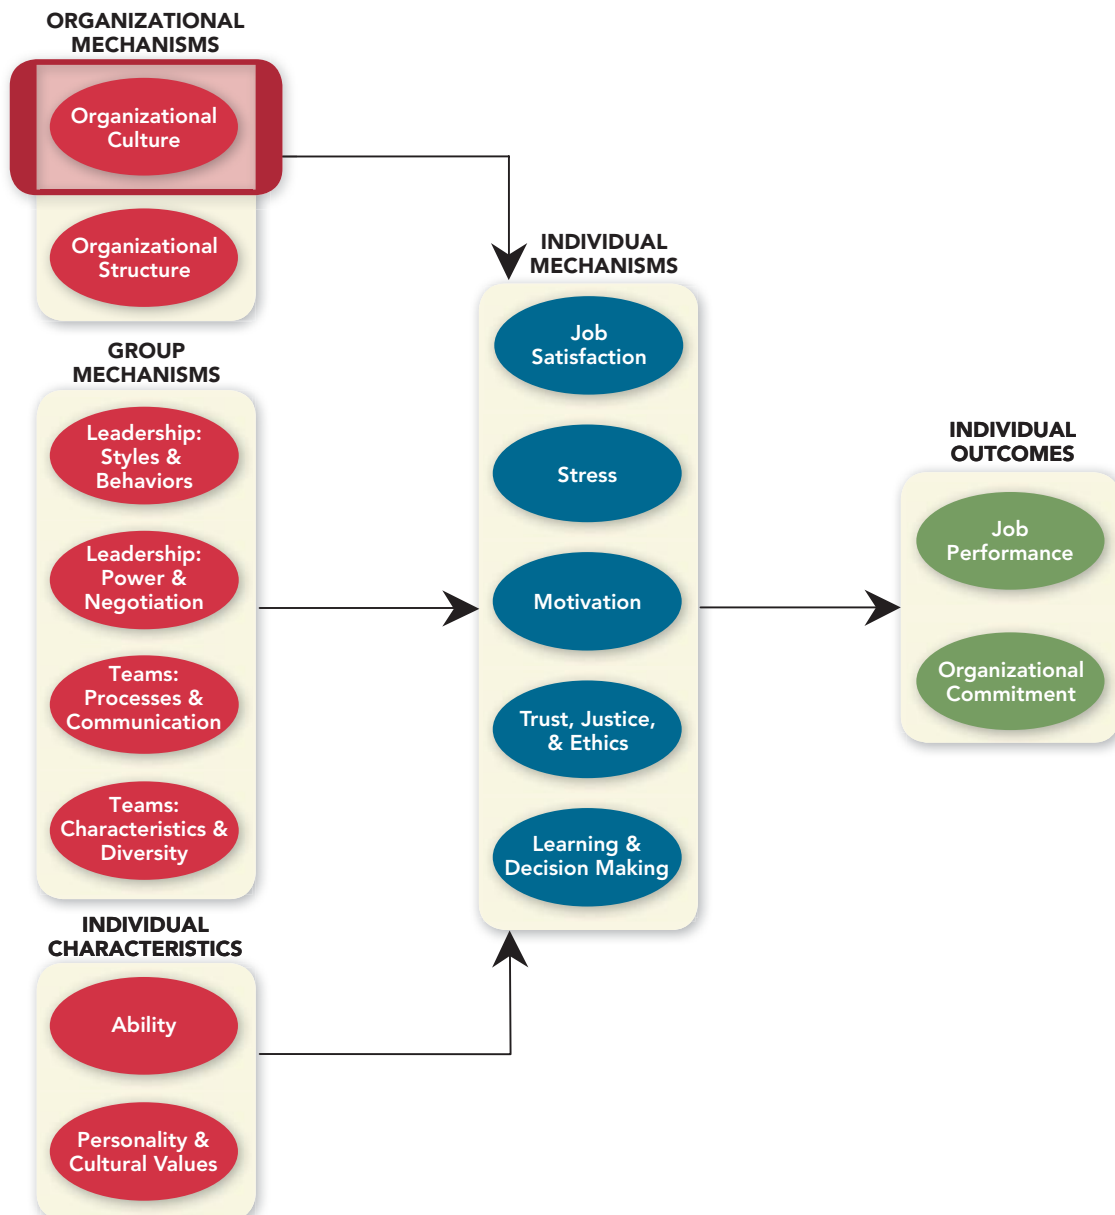 ORGANIZATIONAL
MECHANISMS
Organizational
Culture
Organizational
Structure
GROUP
MECHANISMS
Leadership:
Styles &
Behaviors
Leadership:
Power &
Negotiation
Teams:
Processes &
Communication
Teams:
Characteristics &
Diversity
INDIVIDUAL
CHARACTERISTICS
Ability
Personality &
Cultural Values
INDIVIDUAL
MECHANISMS
Job
Satisfaction
Stress
Motivation
Trust, Justice,
& Ethics
Learning &
Decision Making
INDIVIDUAL
OUTCOMES
Job
Performance
Organizational
Commitment